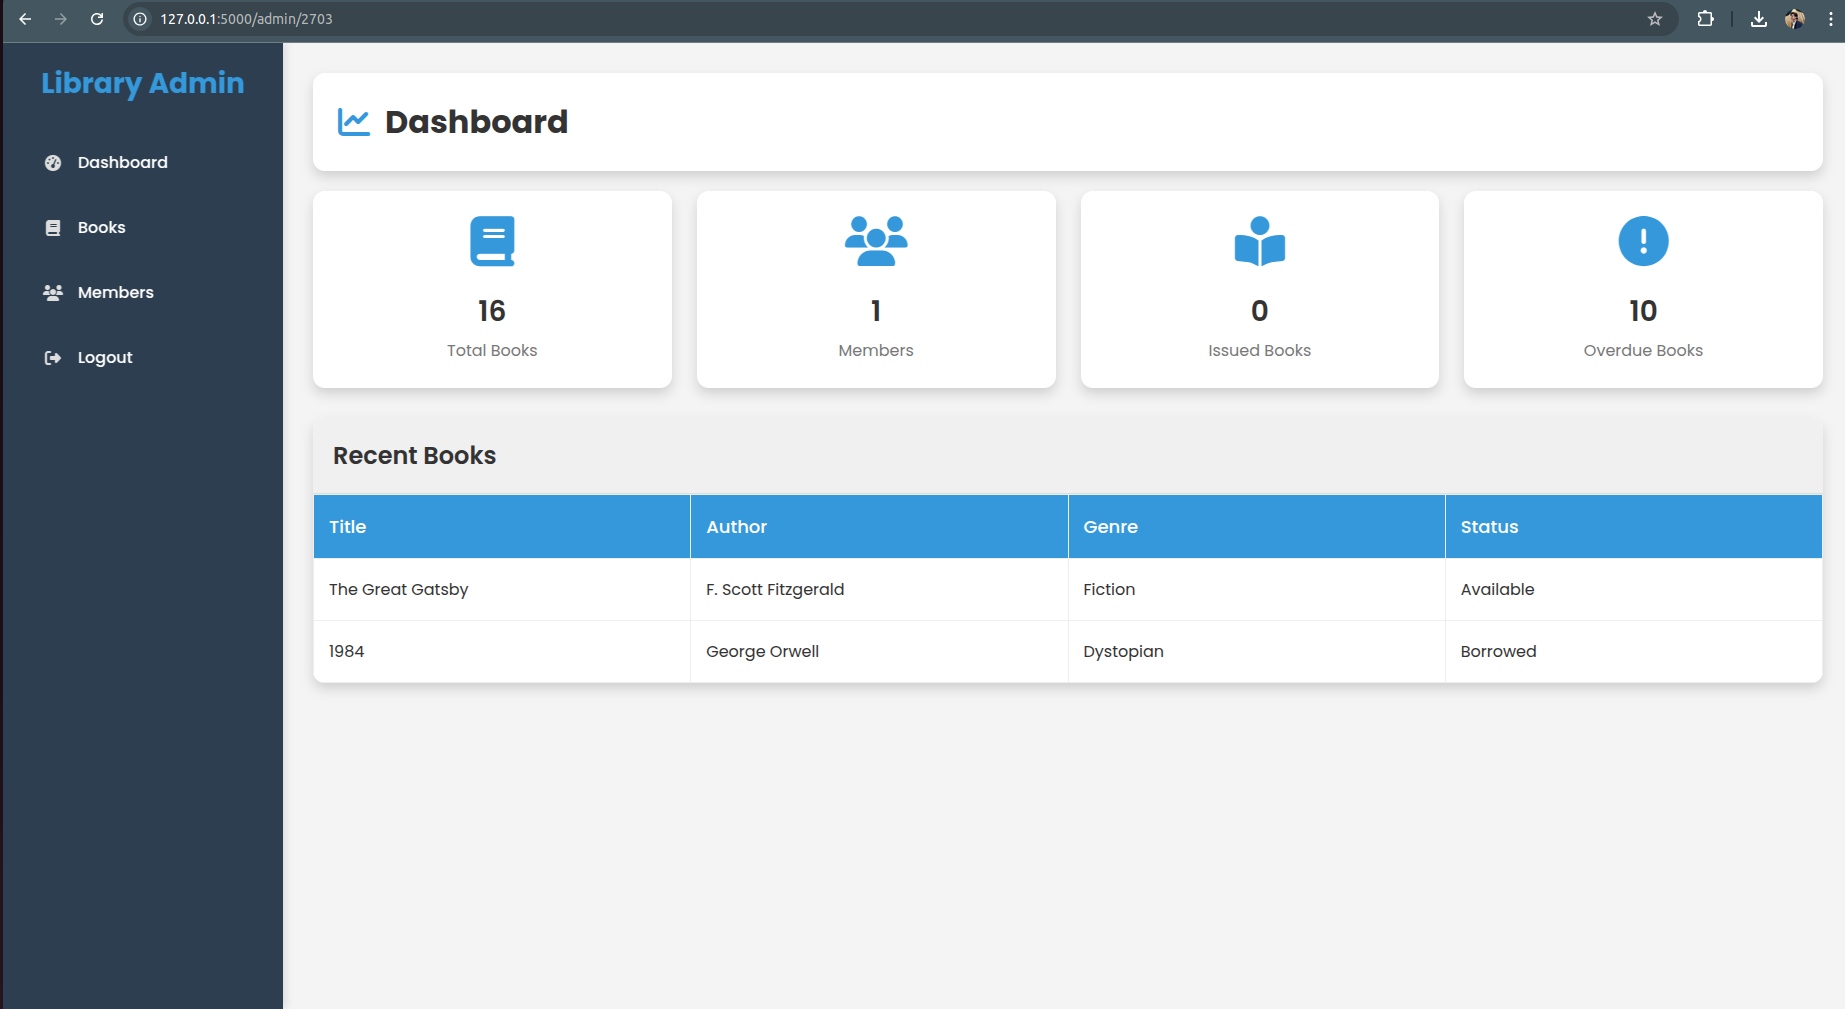 127.0.0.1:5000/admin/2703
Library Admin
Dashboard
Books
Members
Logout
Dashboard
16
Total Books
1
Members
0
Issued Books
10
Overdue Books
Recent Books
Title Author Genre Status
The Great Gatsby F. Scott Fitzgerald Fiction Available
1984 George Orwell Dystopian Borrowed